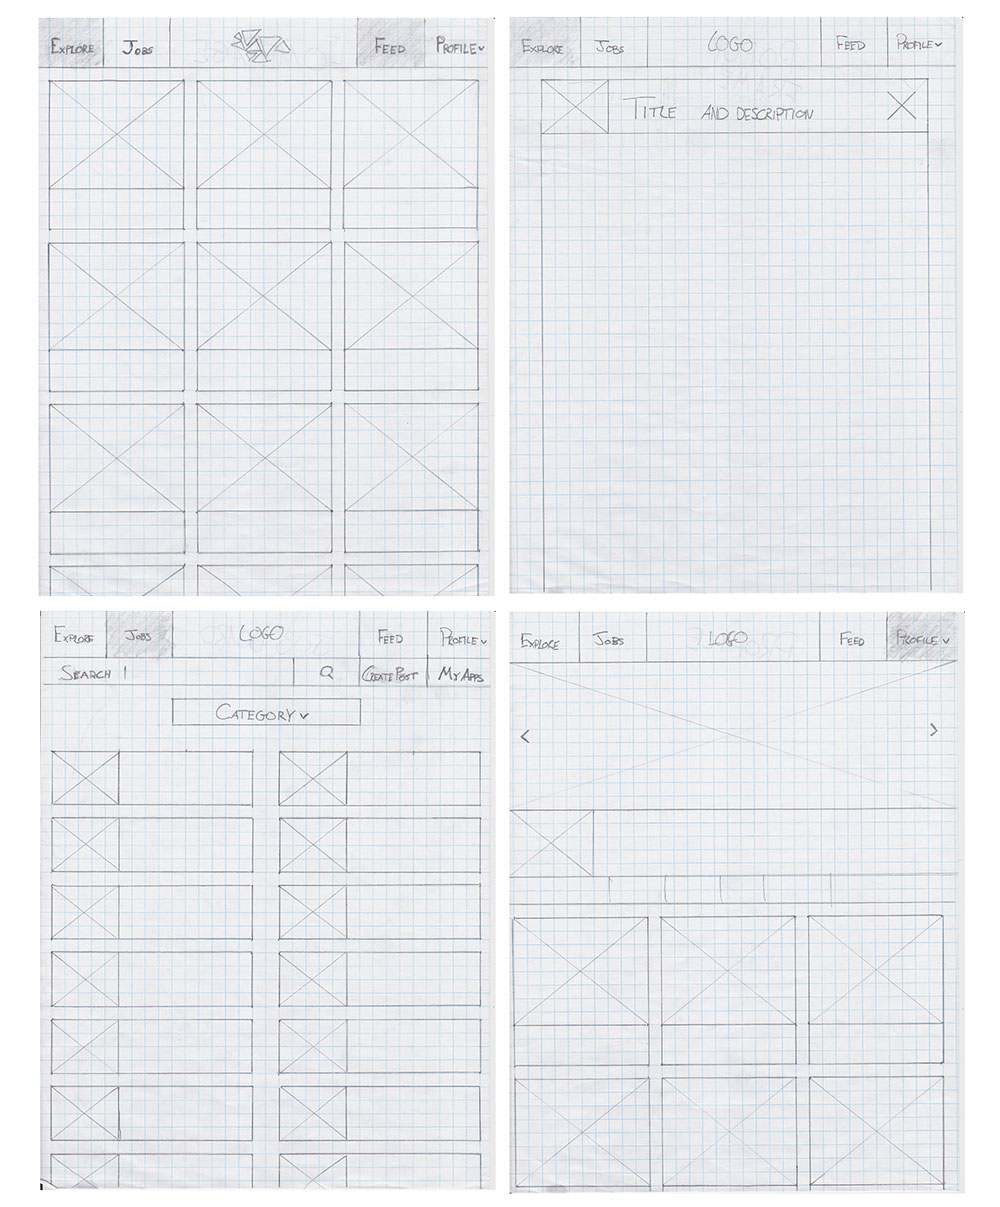 EXPLORE JOBS FEED PROFILE
EXPLORE JOBS LOGO FEED PROFILE
TITLE AND DESCRIPTION
EXPLORE JOBS LOGO FEED PROFILE
SEARCH CREATE POST MY APPS
CATEGORY
EXPLORE JOBS LOGO FEED PROFILE